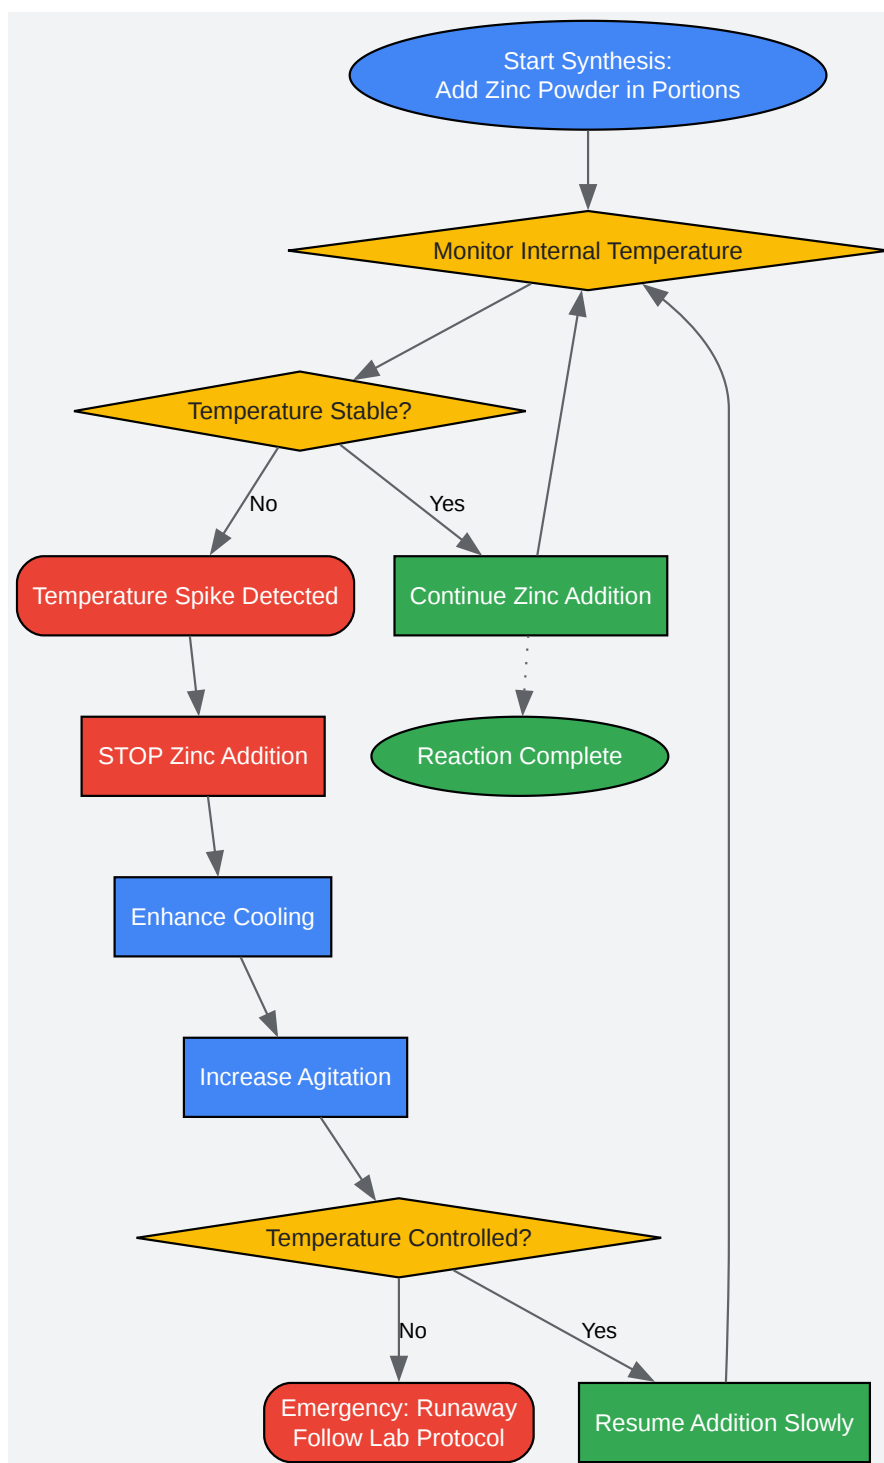 Start Synthesis:
Add Zinc Powder in Portions
Monitor Internal Temperature
Temperature Stable?
No
Yes
Temperature Spike Detected
Continue Zinc Addition
STOP Zinc Addition
Reaction Complete
Enhance Cooling
Increase Agitation
Temperature Controlled?
No
Yes
Emergency: Runaway
Follow Lab Protocol
Resume Addition Slowly